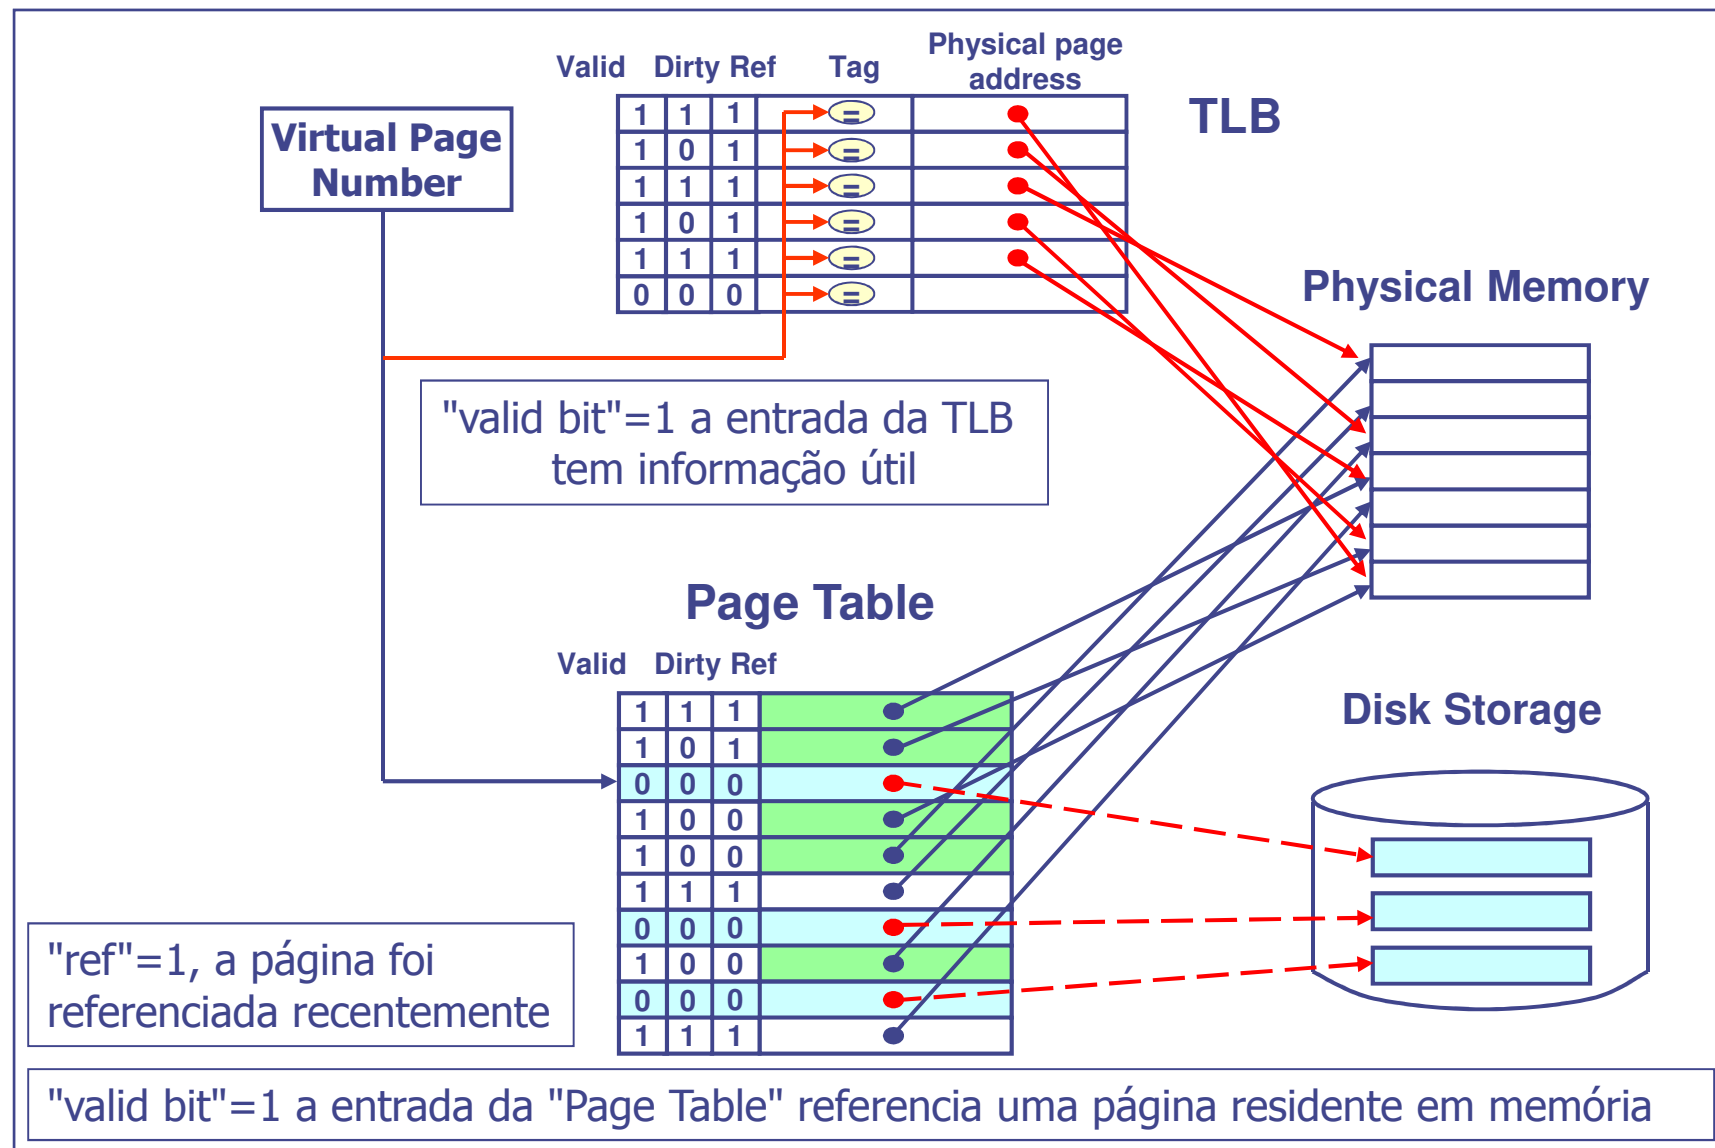 Physical page
address
Valid Dirty Ref Tag
TLB
Virtual Page
Number
1 1 1 =
1 0 1 =
1 1 1 =
1 0 1 =
1 1 1 =
0 0 0 =
Physical Memory
"valid bit"=1 a entrada da TLB
tem informação útil
Page Table
Valid Dirty Ref
1 1 1
1 0 1
0 0 0
1 0 0
1 0 0
1 1 1
0 0 0
1 0 0
0 0 0
1 1 1
Disk Storage
"ref"=1, a página foi
referenciada recentemente
"valid bit"=1 a entrada da "Page Table" referencia uma página residente em memória